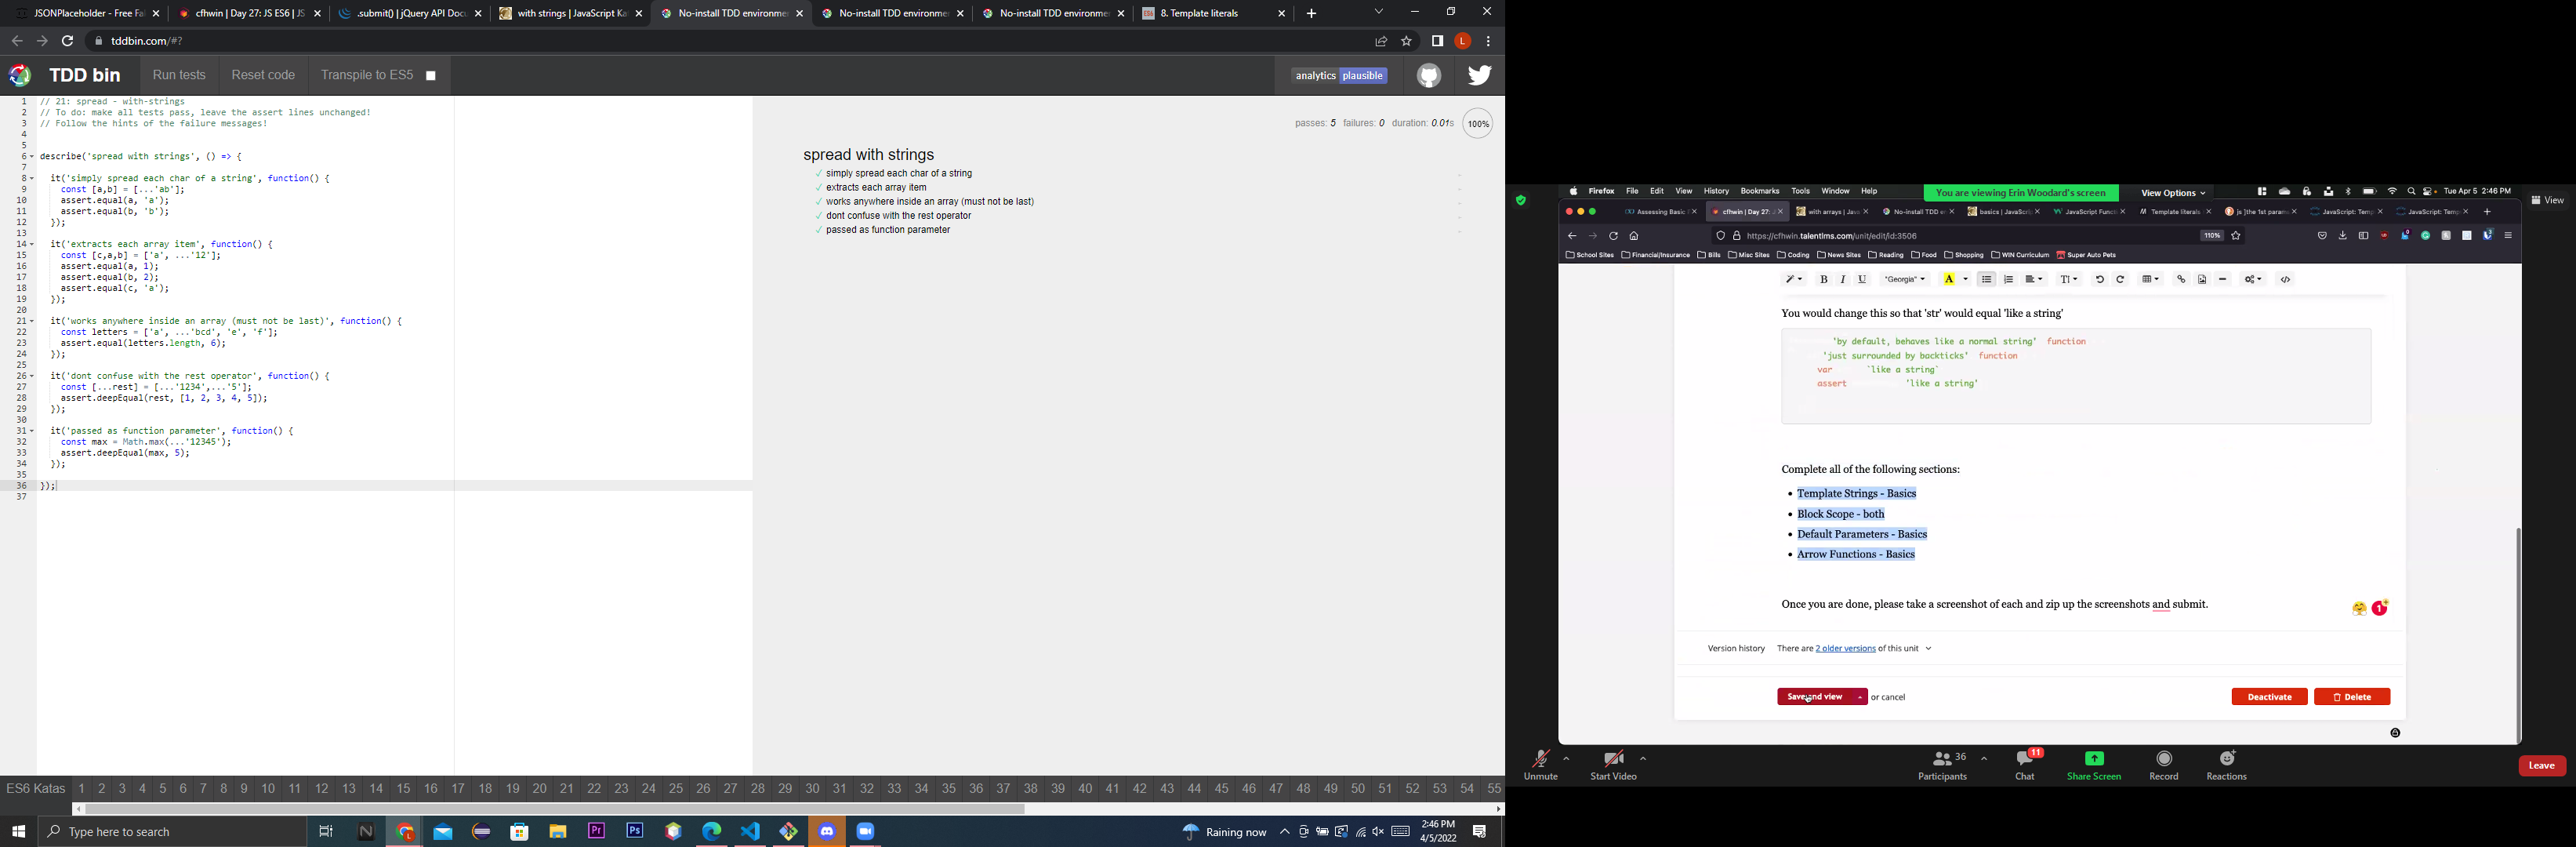 JSONPlaceholder - Free Fa
cfhwin | Day 27: JS ES6 | JS
.submit() | jQuery API Docu
with strings | JavaScript Ka
No-install TDD environme
No-install TDD environme
No-install TDD environme
8. Template literals
tddbin.com/#?
L
TDD bin
Run tests
Reset code
Transpile to ES5
analytics plausible
1 // 21: spread - with-strings
2 // To do: make all tests pass, leave the assert lines unchanged!
3 // Follow the hints of the failure messages!
4
5
6 describe('spread with strings', () => {
7
8 it('simply spread each char of a string', function() {
9 const [a,b] = [...'ab'];
10 assert.equal(a, 'a');
11 assert.equal(b, 'b');
12 });
13
14 it('extracts each array item', function() {
15 const [c,a,b] = ['a', ...'12'];
16 assert.equal(a, 1);
17 assert.equal(b, 2);
18 assert.equal(c, 'a');
19 });
20
21 it('works anywhere inside an array (must not be last)', function() {
22 const letters = ['a', ...'bcd', 'e', 'f'];
23 assert.equal(letters.length, 6);
24 });
25
26 it('dont confuse with the rest operator', function() {
27 const [...rest] = [...'1234',...'5'];
28 assert.deepEqual(rest, [1, 2, 3, 4, 5]);
29 });
30
31 it('passed as function parameter', function() {
32 const max = Math.max(...'12345');
33 assert.deepEqual(max, 5);
34 });
35
36 });
37
passes: 5 failures: 0 duration: 0.01s 100%
spread with strings
✓ simply spread each char of a string
✓ extracts each array item
✓ works anywhere inside an array (must not be last)
✓ dont confuse with the rest operator
✓ passed as function parameter
ES6 Katas 1 2 3 4 5 6 7 8 9 10 11 12 13 14 15 16 17 18 19 20 21 22 23 24 25 26 27 28 29 30 31 32 33 34 35 36 37 38 39 40 41 42 43 44 45 46 47 48 49 50 51 52 53 54 55
Type here to search
N
Pr
Ps
Raining now
2:46 PM
4/5/2022
Firefox File Edit View History Bookmarks Tools Window Help
You are viewing Erin Woodard's screen
View Options
Tue Apr 5 2:46 PM
View
Assessing Basic
cfhwin | Day 27: J
with arrays | Java
No-install TDD en
basics | JavaScri
JavaScript Functi
Template literals
js ]the 1st param
JavaScript: Temp
JavaScript: Temp
https://cfhwin.talentlms.com/unit/edit/id:3506
110%
School Sites
Financial/Insurance
Bills
Misc Sites
Coding
News Sites
Reading
Food
Shopping
WIN Curriculum
Super Auto Pets
B I U "Georgia" A
You would change this so that 'str' would equal 'like a string'
'by default, behaves like a normal string' function
'just surrounded by backticks' function
var `like a string`
assert 'like a string'
Complete all of the following sections:
• Template Strings - Basics
• Block Scope - both
• Default Parameters - Basics
• Arrow Functions - Basics
Once you are done, please take a screenshot of each and zip up the screenshots and submit.
1
Version history There are 2 older versions of this unit
Save and view or cancel
Deactivate
Delete
Unmute
Start Video
36
Participants
11
Chat
Share Screen
Record
Reactions
Leave